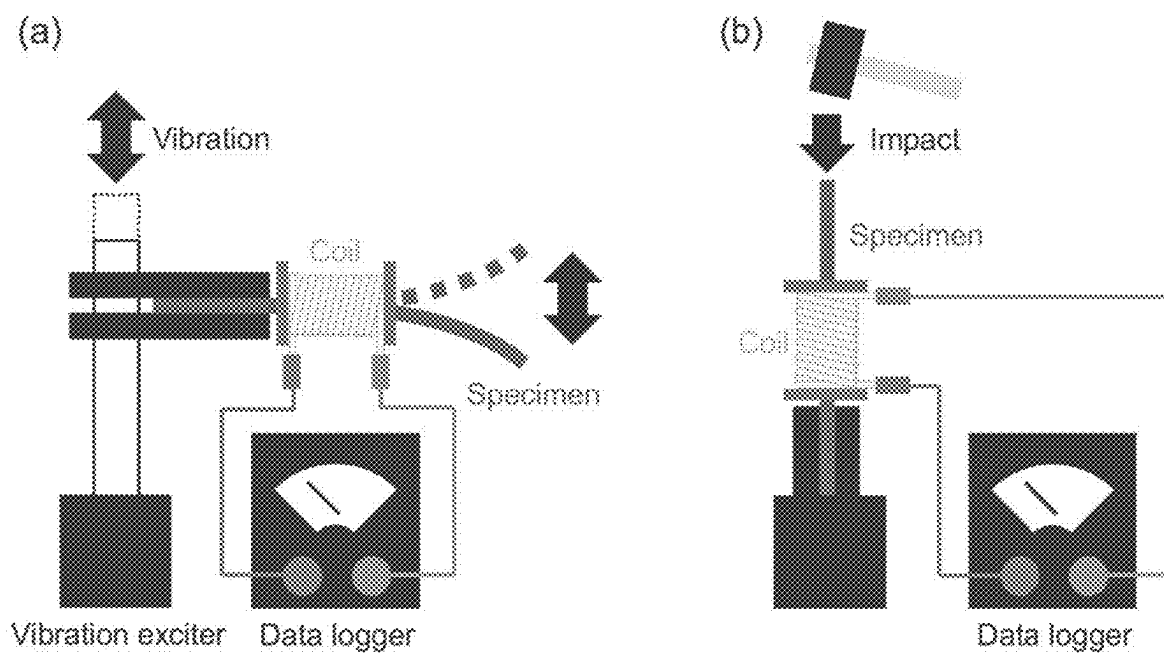 (a)
Vibration
Coil
Specimen
Vibration exciter
Data logger
(b)
Impact
Specimen
Coil
Data logger